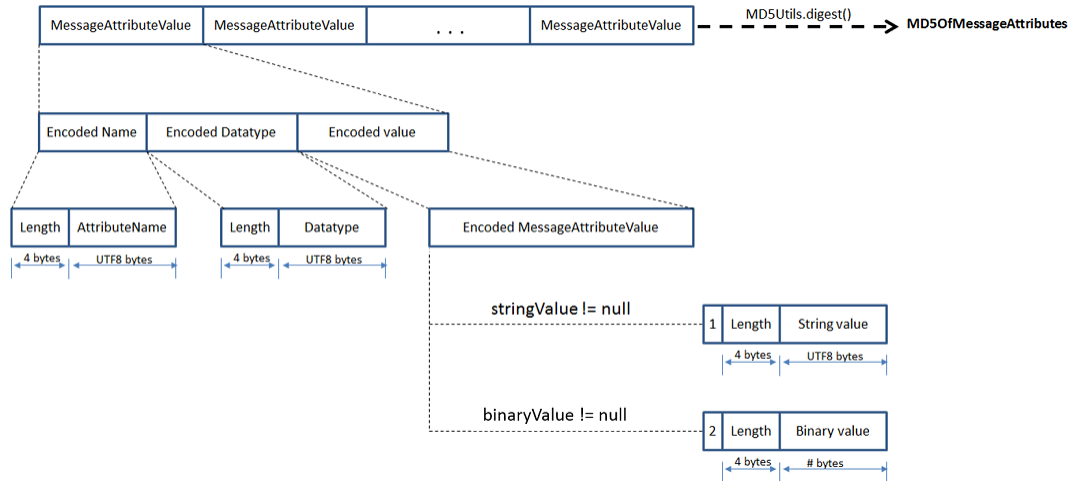 MessageAttributeValue MessageAttributeValue . . . MessageAttributeValue MD5Utils.digest() MD5OfMessageAttributes
Encoded Name Encoded Datatype Encoded value
Length AttributeName Length Datatype Encoded MessageAttributeValue
4 bytes UTF8 bytes 4 bytes UTF8 bytes
stringValue != null 1 Length String value
4 bytes UTF8 bytes
binaryValue != null 2 Length Binary value
4 bytes # bytes